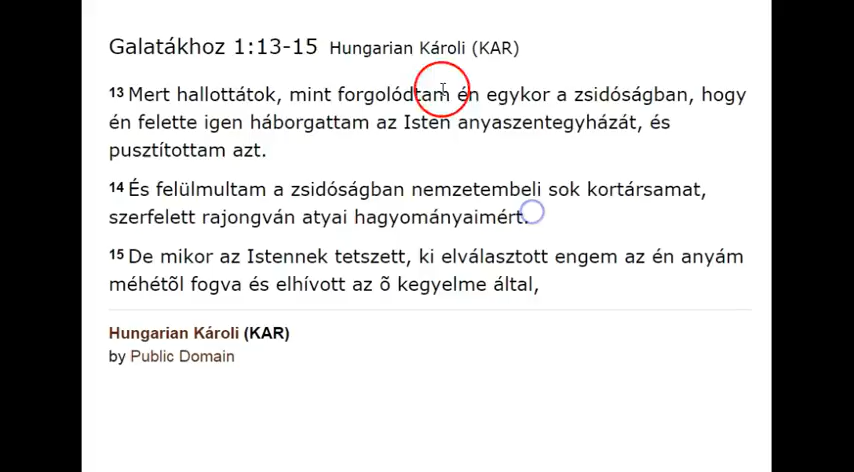 Galatákhoz 1:13-15 Hungarian Károli (KAR)
13 Mert hallottátok, mint forgolódtam én egykor a zsidóságban, hogy
én felette igen háborgattam az Isten anyaszentegyházát, és
pusztítottam azt.
14 És felülmultam a zsidóságban nemzetembeli sok kortársamat,
szerfelett rajongván atyai hagyományaimért.
15 De mikor az Istennek tetszett, ki elválasztott engem az én anyám
méhétõl fogva és elhívott az õ kegyelme által,
Hungarian Károli (KAR)
by Public Domain